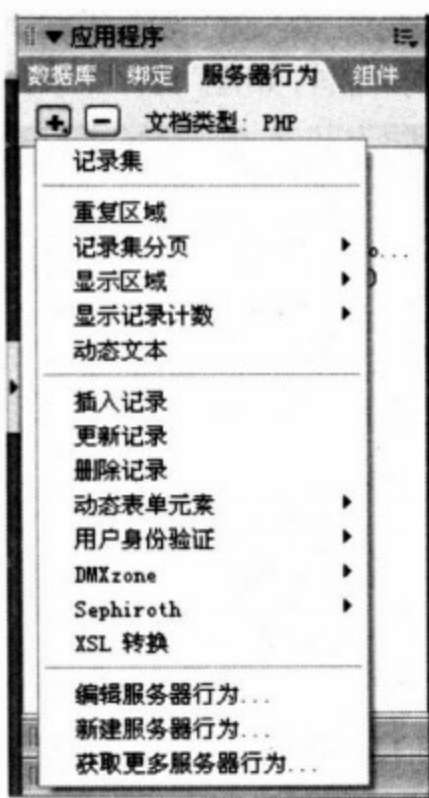 应用程序
数据库 绑定 服务器行为 组件
文档类型: PHP
记录集
重复区域
记录集分页
显示区域
显示记录计数
动态文本
插入记录
更新记录
删除记录
动态表单元素
用户身份验证
DMXzone
Sephiroth
XSL 转换
编辑服务器行为...
新建服务器行为...
获取更多服务器行为...